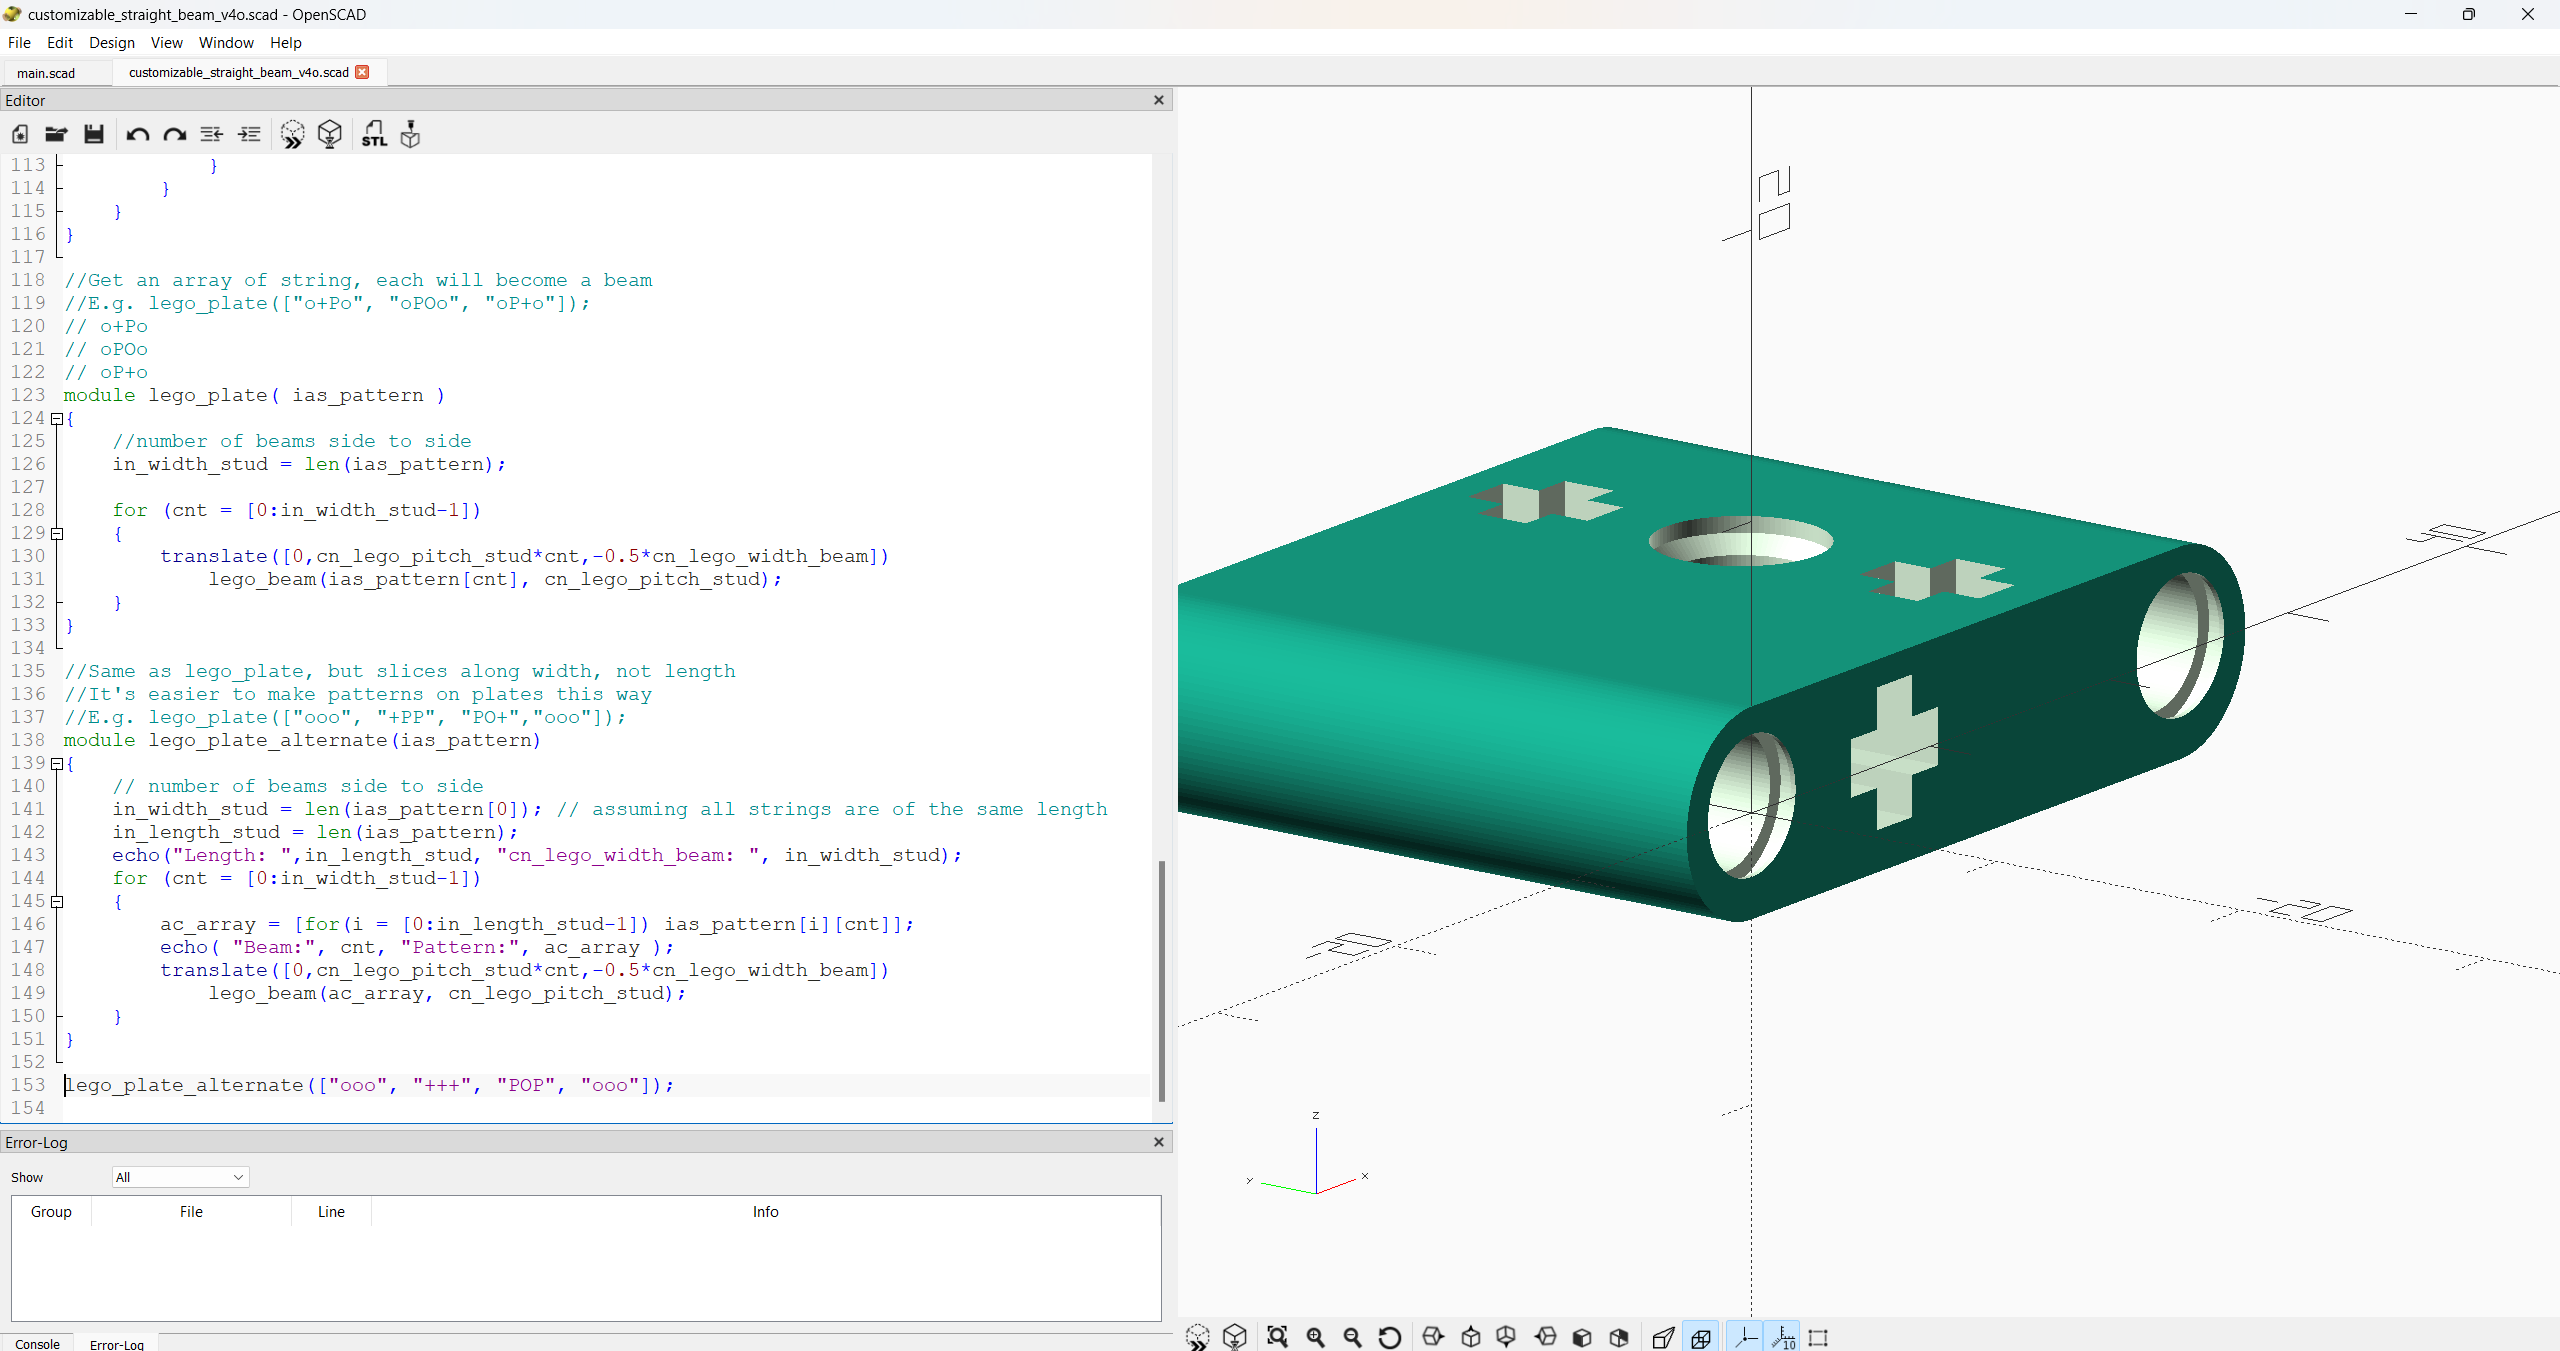 customizable_straight_beam_v4o.scad - OpenSCAD
File Edit Design View Window Help
main.scad customizable_straight_beam_v4o.scad
Editor
STL
113 }
114 }
115 }
116 }
117
118 //Get an array of string, each will become a beam
119 //E.g. lego_plate(["o+Po", "oPOo", "oP+o"]);
120 // o+Po
121 // oPOo
122 // oP+o
123 module lego_plate( ias_pattern )
124 {
125 //number of beams side to side
126 in_width_stud = len(ias_pattern);
127
128 for (cnt = [0:in_width_stud-1])
129 {
130 translate([0,cn_lego_pitch_stud*cnt,-0.5*cn_lego_width_beam])
131 lego_beam(ias_pattern[cnt], cn_lego_pitch_stud);
132 }
133 }
134
135 //Same as lego_plate, but slices along width, not length
136 //It's easier to make patterns on plates this way
137 //E.g. lego_plate(["ooo", "+PP", "PO+","ooo"]);
138 module lego_plate_alternate(ias_pattern)
139 {
140 // number of beams side to side
141 in_width_stud = len(ias_pattern[0]); // assuming all strings are of the same length
142 in_length_stud = len(ias_pattern);
143 echo("Length: ",in_length_stud, "cn_lego_width_beam: ", in_width_stud);
144 for (cnt = [0:in_width_stud-1])
145 {
146 ac_array = [for(i = [0:in_length_stud-1]) ias_pattern[i][cnt]];
147 echo( "Beam:", cnt, "Pattern:", ac_array );
148 translate([0,cn_lego_pitch_stud*cnt,-0.5*cn_lego_width_beam])
149 lego_beam(ac_array, cn_lego_pitch_stud);
150 }
151 }
152
153 lego_plate_alternate(["ooo", "+++", "POP", "ooo"]);
154
z
y x
Error-Log
Show All
Group File Line Info
Console Error-Log
10